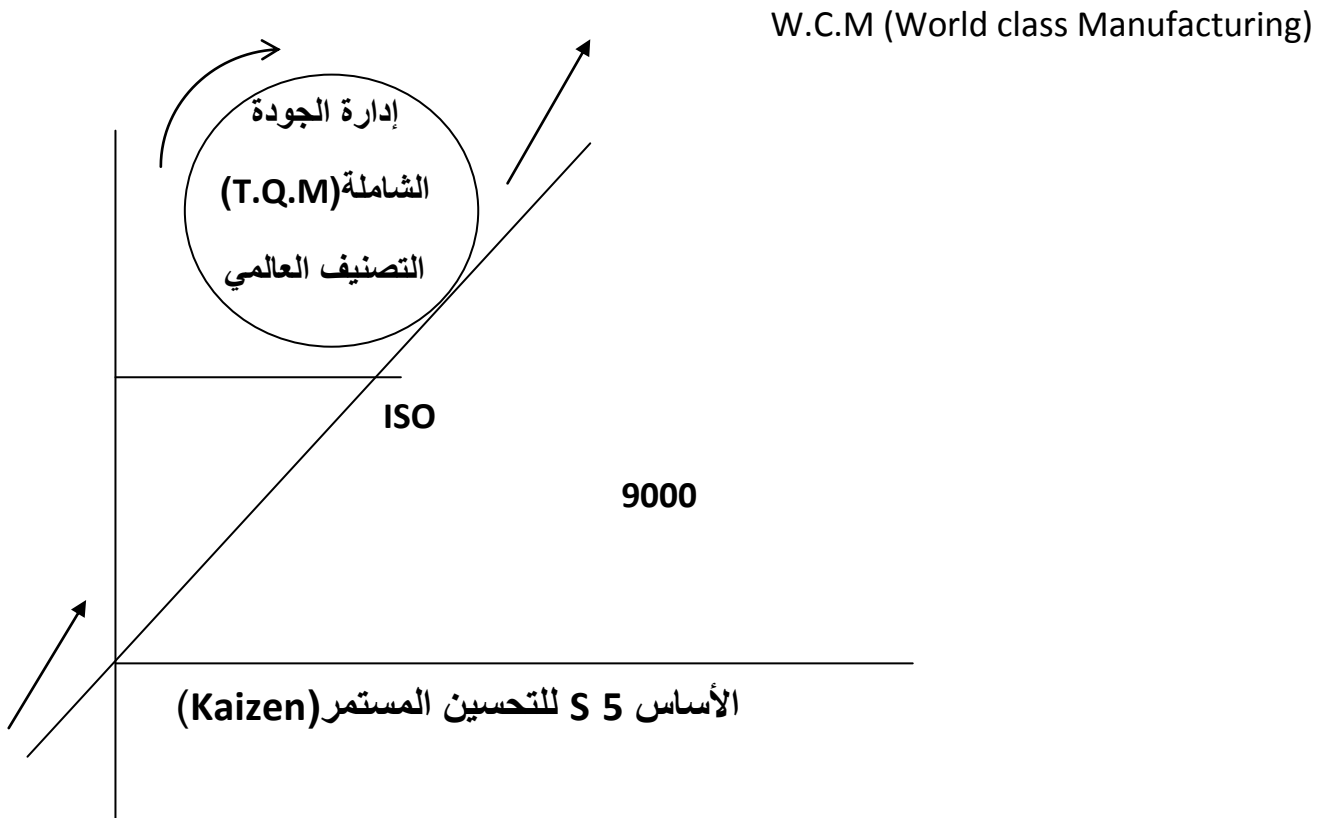 W.C.M (World class Manufacturing)
إدارة الجودة
الشاملة(T.Q.M)
التصنيف العالمي
ISO
9000
الأساس 5 S للتحسين المستمر(Kaizen)